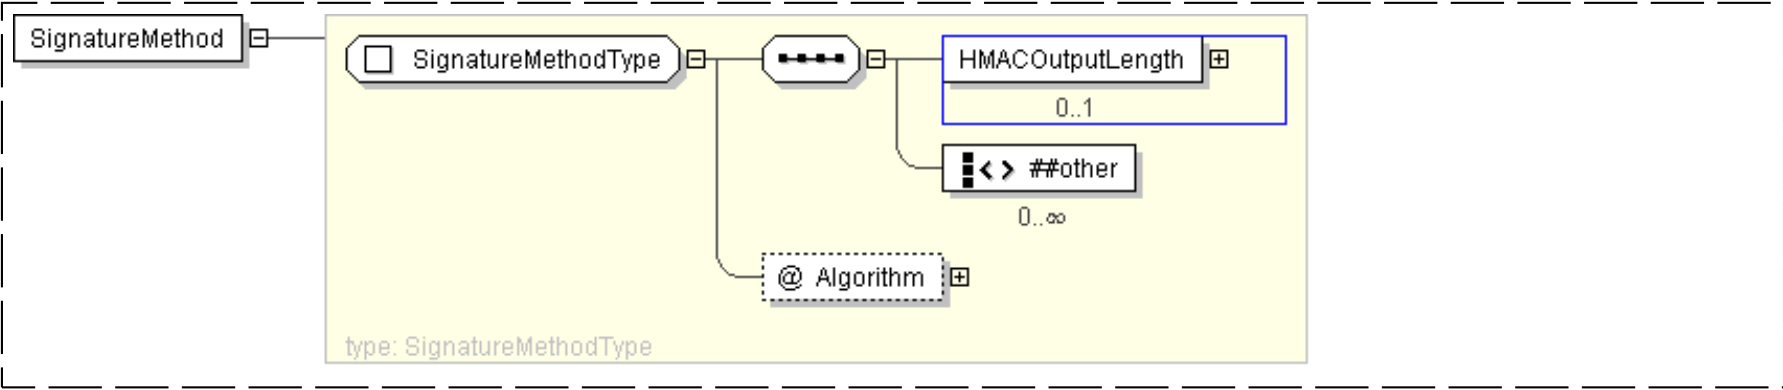 SignatureMethod
SignatureMethodType
HMACOutputLength
0..1
##other
0..∞
@ Algorithm
type: SignatureMethodType